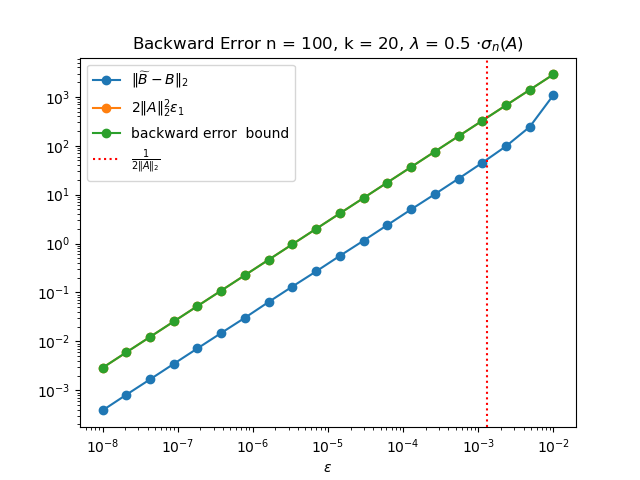 Backward Error n = 100, k = 20, λ = 0.5 ·σₙ(A)
‖B̃ − B‖₂
2‖A‖₂²ε₁
backward error  bound
1/(2‖A‖₂)
10³
10²
10¹
10⁰
10⁻¹
10⁻²
10⁻³
10⁻⁸ 10⁻⁷ 10⁻⁶ 10⁻⁵ 10⁻⁴ 10⁻³ 10⁻²
ε